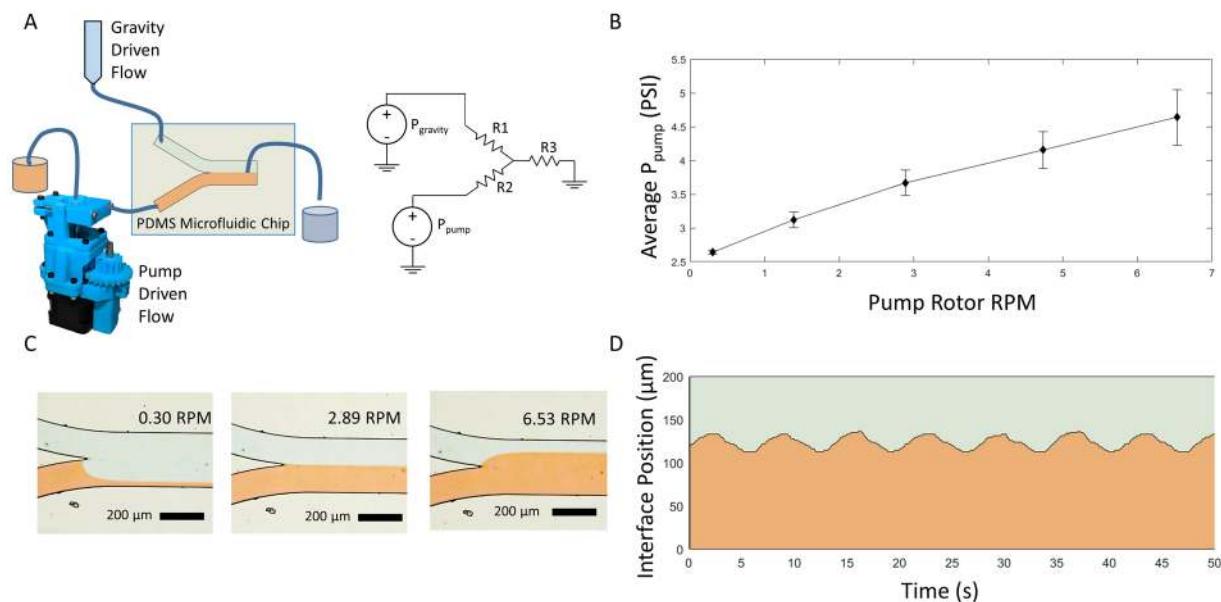 A
Gravity
Driven
Flow
PDMS Microfluidic Chip
Pump
Driven
Flow
+
-
Pgravity
R1
R2
R3
+
-
Ppump
B
Average Ppump (PSI)
5.5
5
4.5
4
3.5
3
2.5
0 1 2 3 4 5 6 7
Pump Rotor RPM
C
0.30 RPM
200 μm
2.89 RPM
200 μm
6.53 RPM
200 μm
D
Interface Position (μm)
200
150
100
50
0
0 5 10 15 20 25 30 35 40 45 50
Time (s)